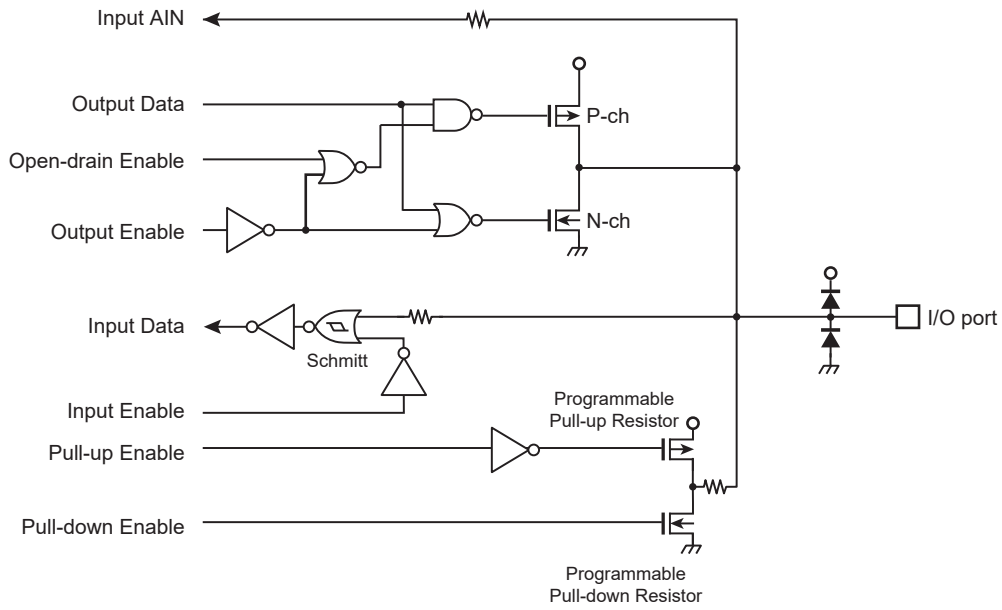 Input AIN
Output Data
P-ch
Open-drain Enable
Output Enable
N-ch
Input Data
Schmitt
I/O port
Input Enable
Programmable
Pull-up Resistor
Pull-up Enable
Pull-down Enable
Programmable
Pull-down Resistor